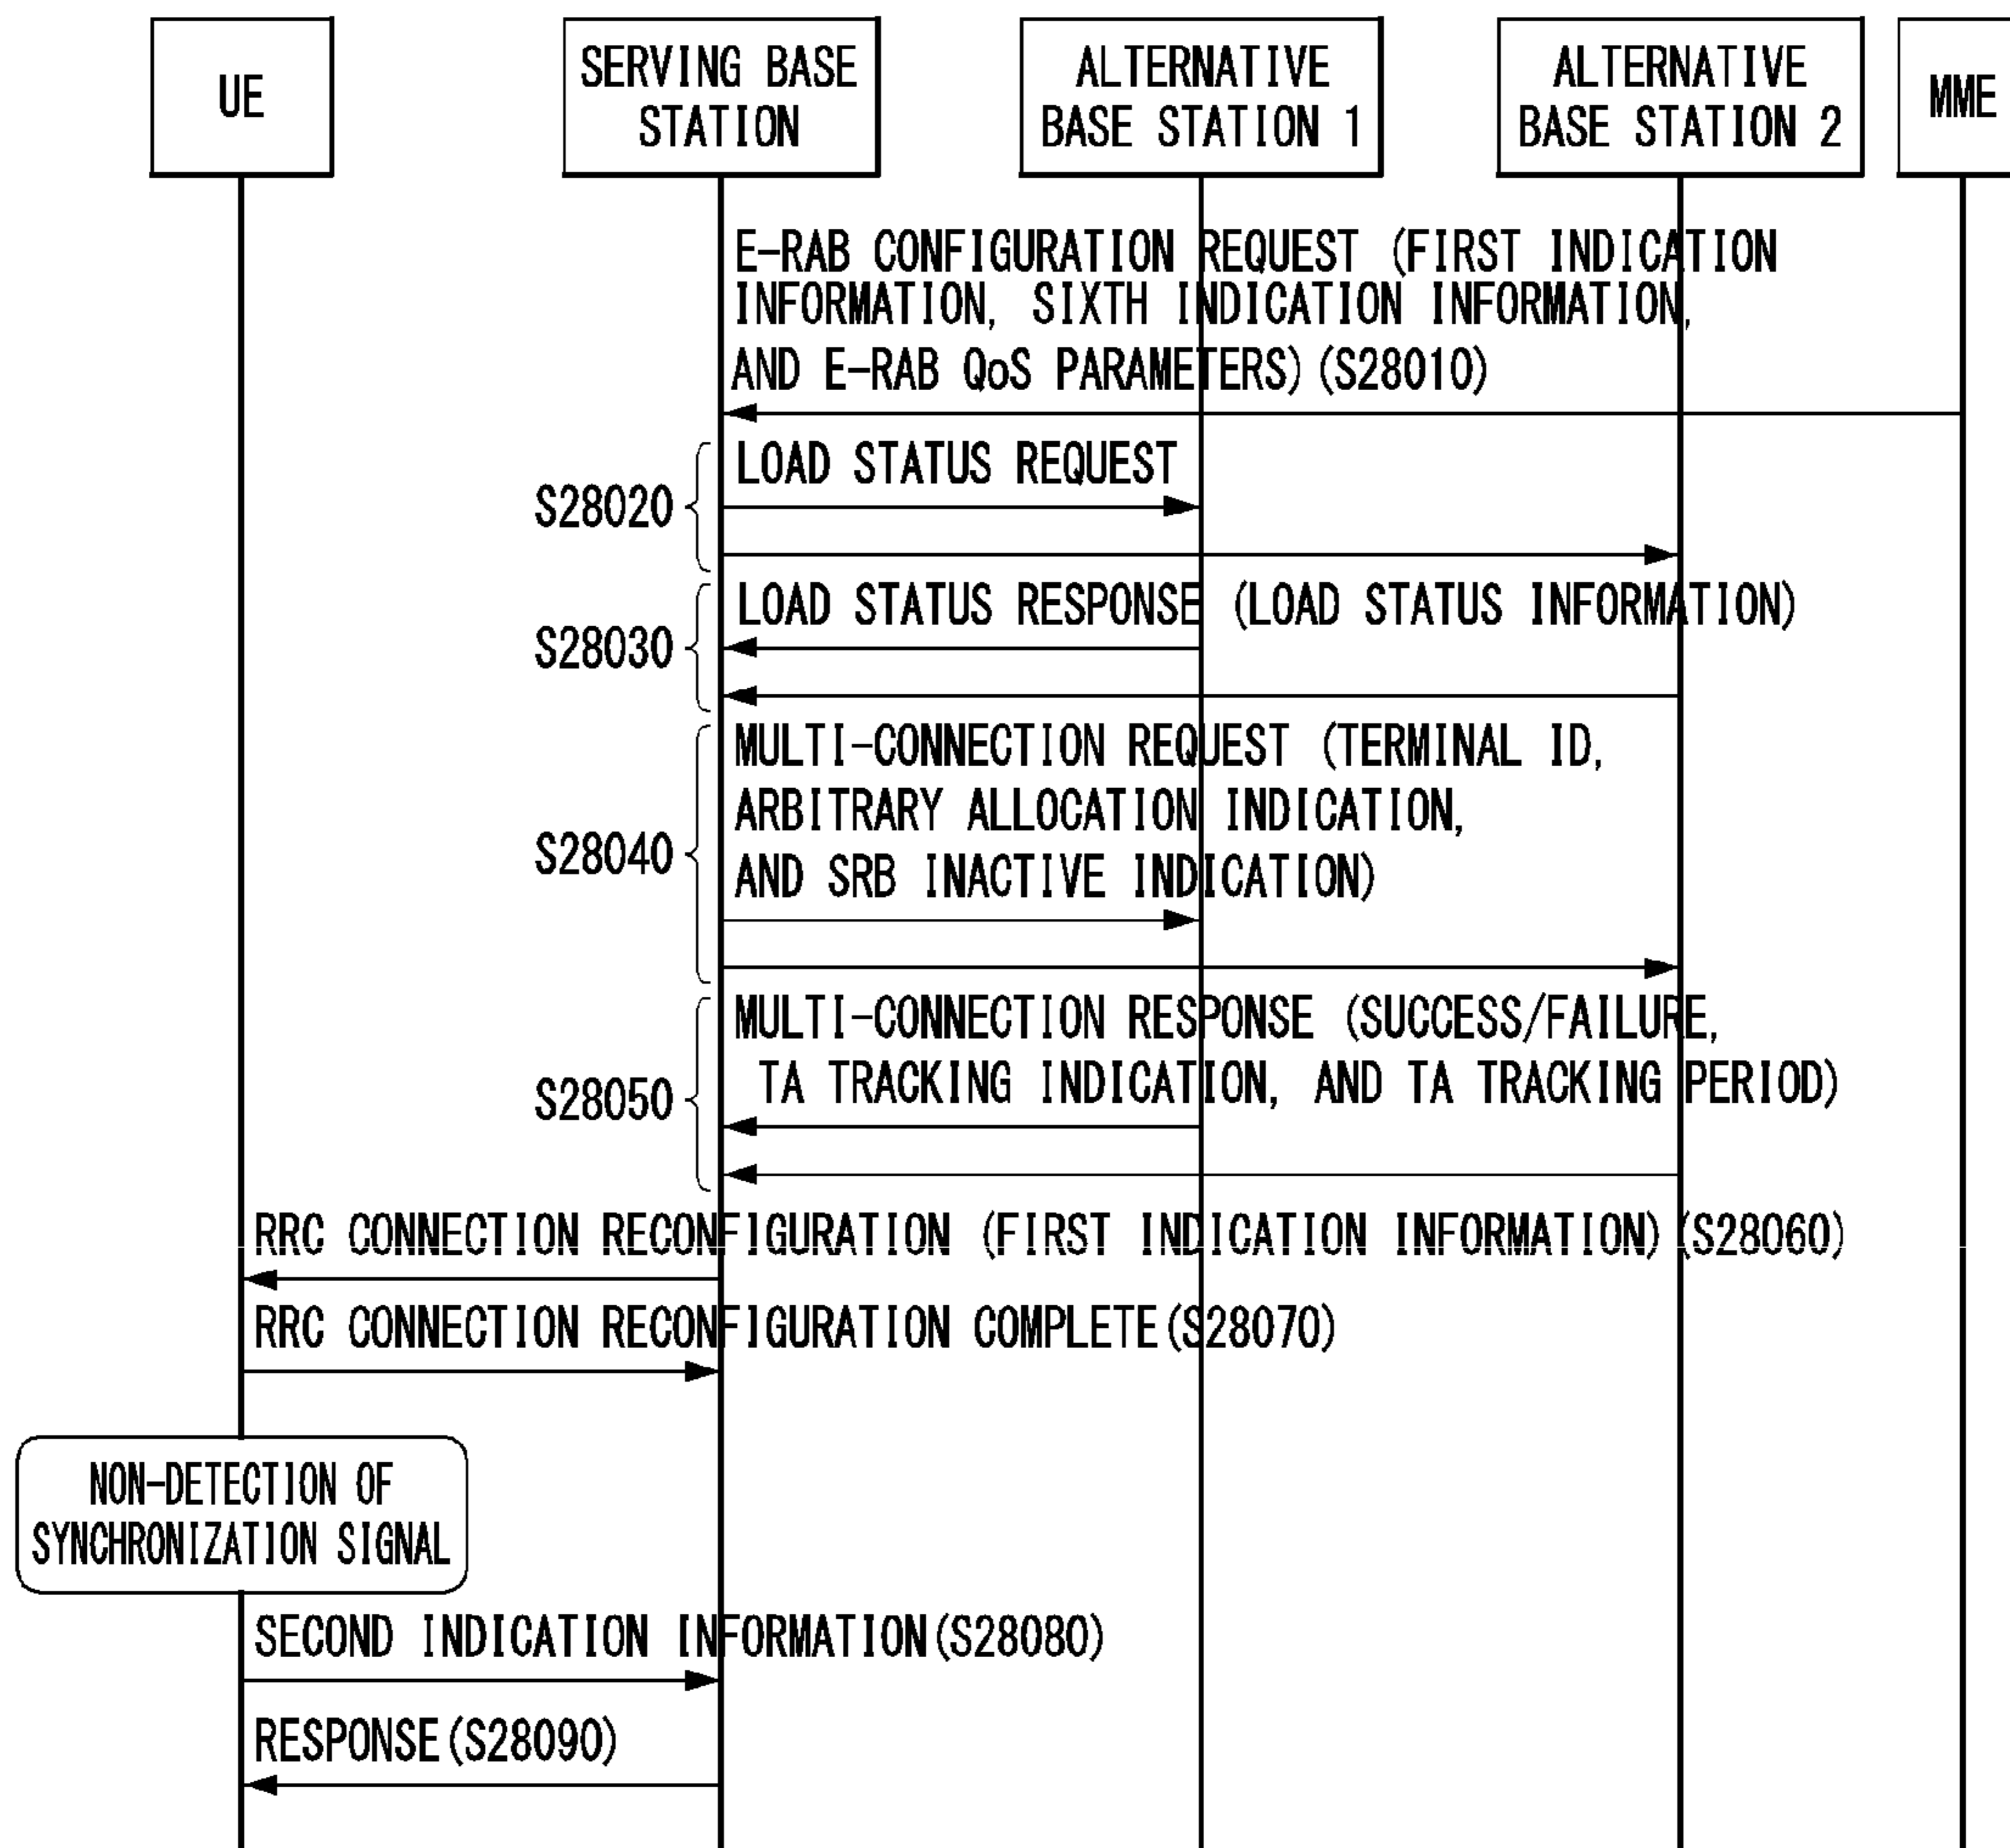 UE
SERVING BASE
STATION
ALTERNATIVE
BASE STATION 1
ALTERNATIVE
BASE STATION 2
MME
E-RAB CONFIGURATION REQUEST (FIRST INDICATION
INFORMATION, SIXTH INDICATION INFORMATION,
AND E-RAB QoS PARAMETERS)(S28010)
S28020
LOAD STATUS REQUEST
S28030
LOAD STATUS RESPONSE (LOAD STATUS INFORMATION)
S28040
MULTI-CONNECTION REQUEST (TERMINAL ID,
ARBITRARY ALLOCATION INDICATION,
AND SRB INACTIVE INDICATION)
S28050
MULTI-CONNECTION RESPONSE (SUCCESS/FAILURE,
TA TRACKING INDICATION, AND TA TRACKING PERIOD)
RRC CONNECTION RECONFIGURATION (FIRST INDICATION INFORMATION)(S28060)
RRC CONNECTION RECONFIGURATION COMPLETE(S28070)
NON-DETECTION OF
SYNCHRONIZATION SIGNAL
SECOND INDICATION INFORMATION(S28080)
RESPONSE(S28090)